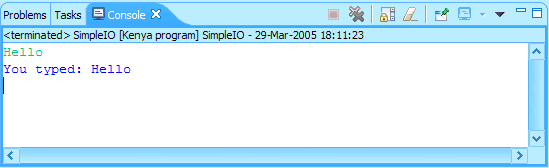 Problems Tasks Console
<terminated> SimpleIO [Kenya program] SimpleIO - 29-Mar-2005 18:11:23
Hello
You typed: Hello